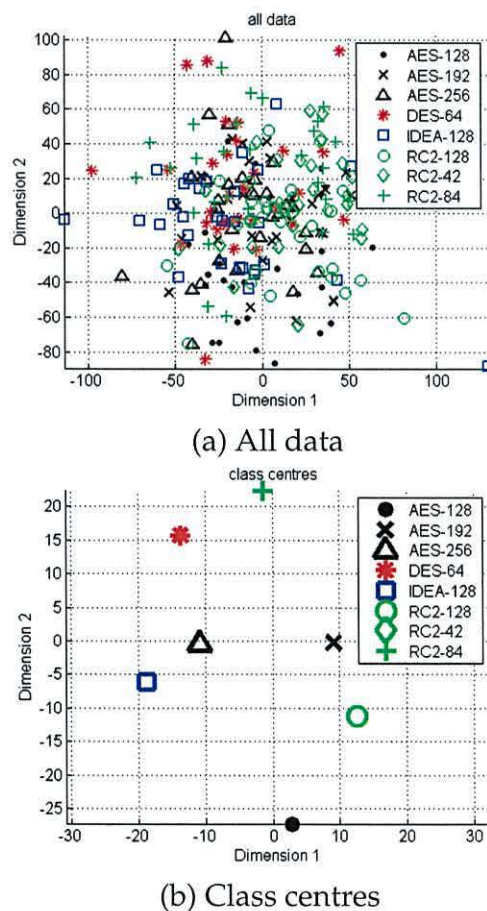 all data
100
80
60
40
20
0
-20
-40
-60
-80
Dimension 2
-100
-50
0
50
100
Dimension 1
AES-128
AES-192
AES-256
DES-64
IDEA-128
RC2-128
RC2-42
RC2-84
(a) All data
class centres
20
15
10
5
0
-5
-10
-15
-20
-25
Dimension 2
-30
-20
-10
0
10
20
30
Dimension 1
AES-128
AES-192
AES-256
DES-64
IDEA-128
RC2-128
RC2-42
RC2-84
(b) Class centres